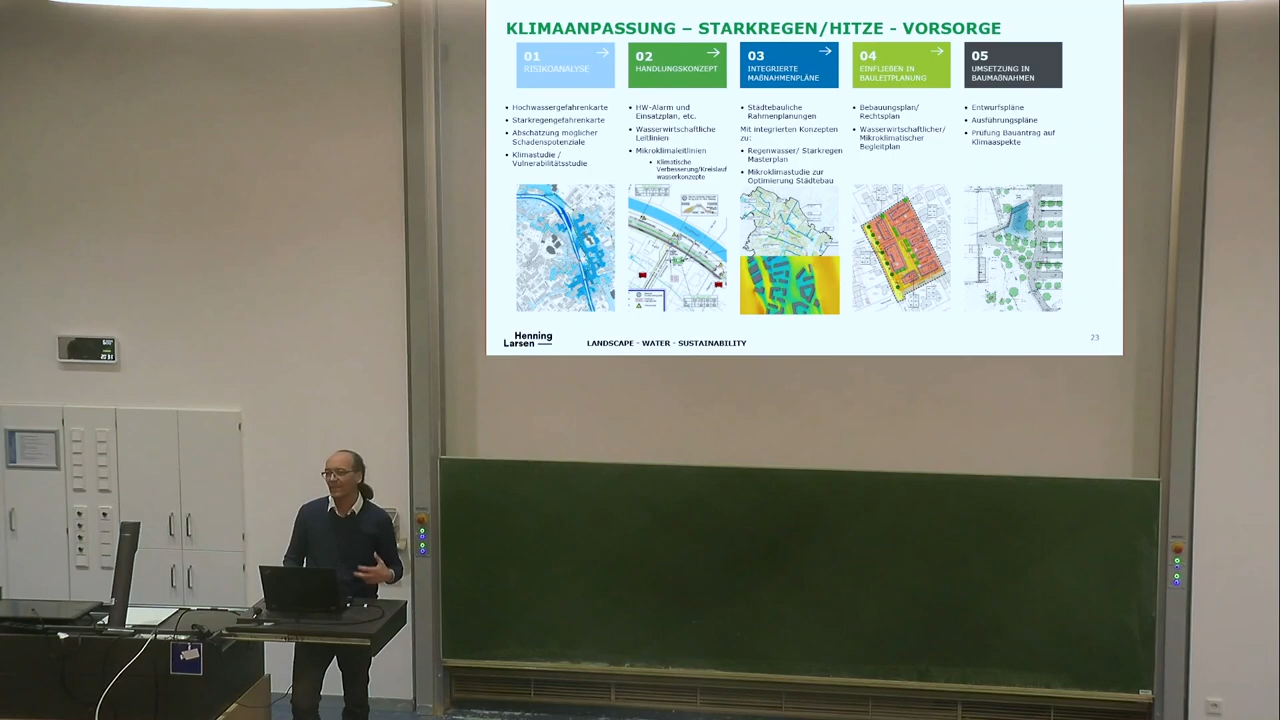 KLIMAANPASSUNG – STARKREGEN/HITZE - VORSORGE
01
RISIKOANALYSE
• Hochwassergefahrenkarte
• Starkregengefahrenkarte
• Abschätzung möglicher
Schadenspotenziale
• Klimastudie /
Vulnerabilitätsstudie
02
HANDLUNGSKONZEPT
• HW-Alarm und
Einsatzplan, etc.
• Wasserwirtschaftliche
Leitlinien
• Mikroklimaleitlinien
• Klimatische
Verbesserung/Kreislauf
wasserkonzepte
03
INTEGRIERTE
MAßNAHMENPLÄNE
• Städtebauliche
Rahmenplanungen
Mit integrierten Konzepten
zu:
• Regenwasser/ Starkregen
Masterplan
• Mikroklimastudie zur
Optimierung Städtebau
04
EINFLIEßEN IN
BAULEITPLANUNG
• Bebauungsplan/
Rechtsplan
• Wasserwirtschaftlicher/
Mikroklimatischer
Begleitplan
05
UMSETZUNG IN
BAUMAßNAHMEN
• Entwurfspläne
• Ausführungspläne
• Prüfung Bauantrag auf
Klimaaspekte
Henning
Larsen
LANDSCAPE - WATER - SUSTAINABILITY
23